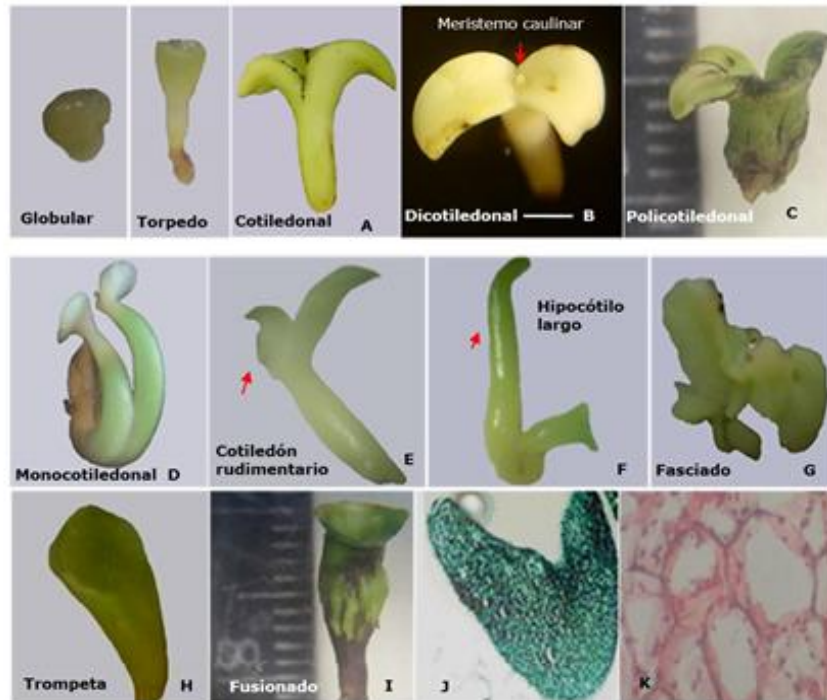 Meristemo caulinar
Globular
Torpedo
Cotiledonal A
Dicotiledonal B
Policotiledonal C
Monocotiledonal D
Cotiledón
rudimentario E
Hipocótilo
largo
F
Fasciado G
Trompeta H
Fusionado I
J
K